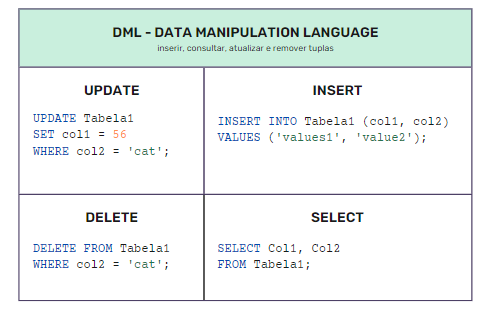 DML - DATA MANIPULATION LANGUAGE
inserir, consultar, atualizar e remover tuplas
UPDATE
UPDATE Tabela1
SET col1 = 56
WHERE col2 = 'cat';
INSERT
INSERT INTO Tabela1 (col1, col2)
VALUES ('values1', 'value2');
DELETE
DELETE FROM Tabela1
WHERE col2 = 'cat';
SELECT
SELECT Col1, Col2
FROM Tabela1;